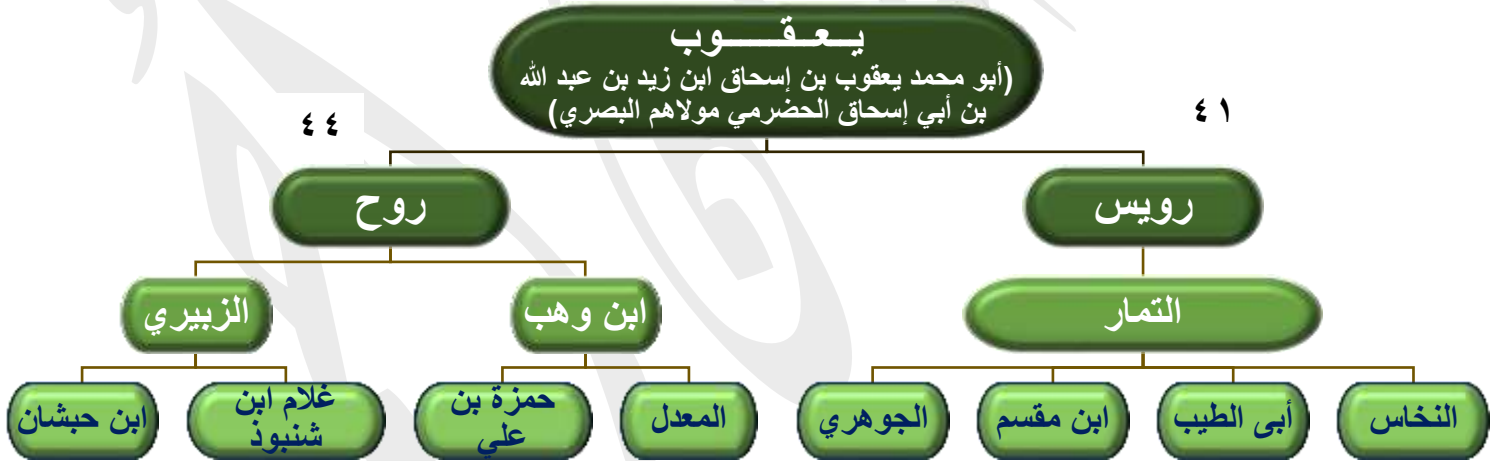 يـــعـــقـــــــوب
(أبو محمد يعقوب بن إسحاق ابن زيد بن عبد الله
بن أبي إسحاق الحضرمي مولاهم البصري)
٤١
٤٤
رويس
روح
التمار
ابن وهب
الزبيري
النخاس
أبى الطيب
ابن مقسم
الجوهري
المعدل
حمزة بن
علي
غلام ابن
شنبوذ
ابن حبشان